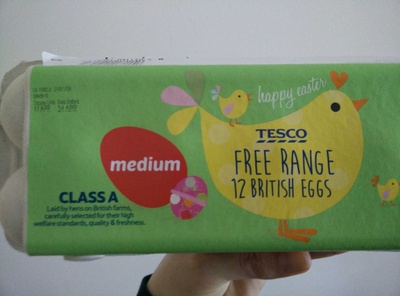 happy easter
TESCO
FREE RANGE
12 BRITISH EGGS
medium
CLASS A
Laid by hens on British farms,
carefully selected for their high
welfare standards, quality & freshness.